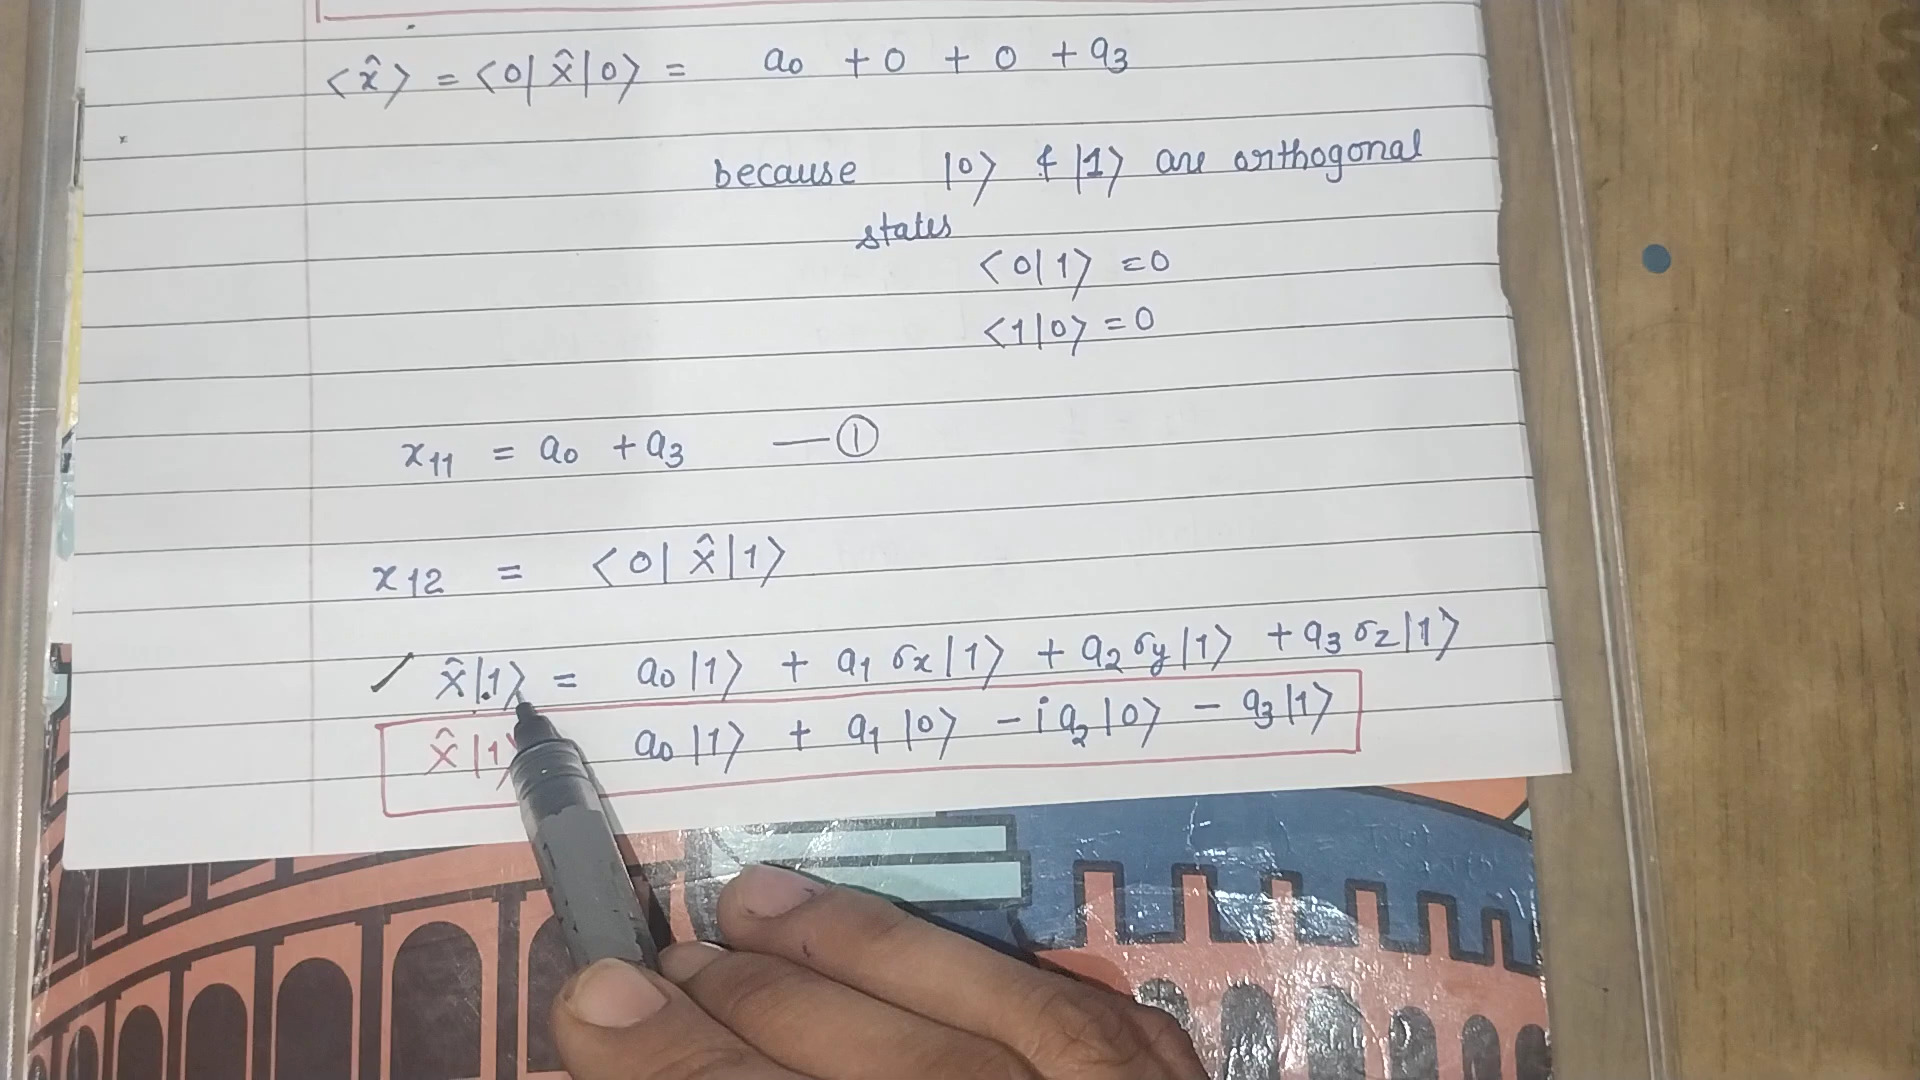 ⟨x̂⟩ = ⟨0|x̂|0⟩ = a0 + 0 + 0 + a3
because |0⟩ & |1⟩ are orthogonal
states
⟨0|1⟩ = 0
⟨1|0⟩ = 0
x11 = a0 + a3 — ①
x12 = ⟨0|x̂|1⟩
✓ x̂|1⟩ = a0|1⟩ + a1 σx|1⟩ + a2 σy|1⟩ + a3 σz|1⟩
x̂|1⟩ a0|1⟩ + a1|0⟩ - i a2|0⟩ - a3|1⟩